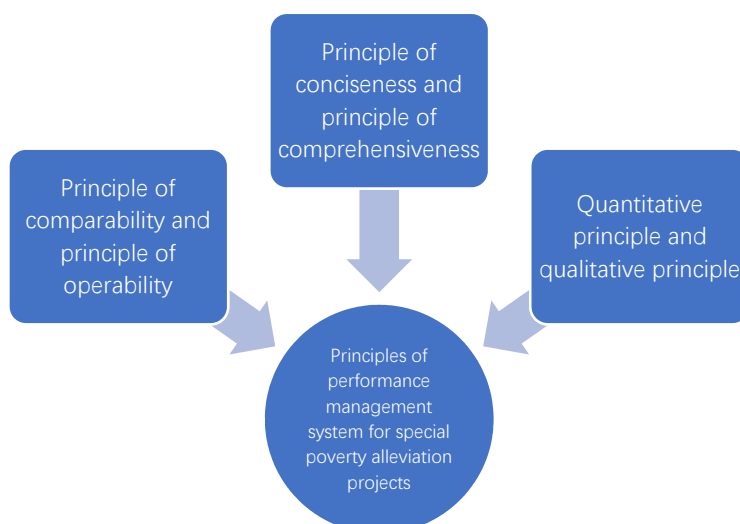 Principle of
conciseness and
principle of
comprehensiveness
Principle of
comparability and
principle of
operability
Quantitative
principle and
qualitative principle
Principles of
performance
management
system for special
poverty alleviation
projects